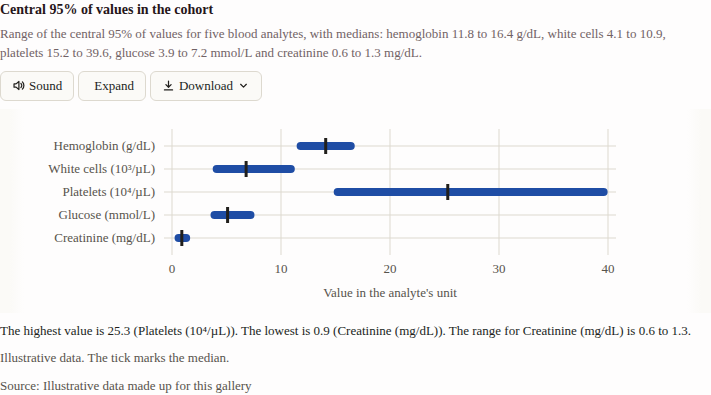 Central 95% of values in the cohort
Range of the central 95% of values for five blood analytes, with medians: hemoglobin 11.8 to 16.4 g/dL, white cells 4.1 to 10.9,
platelets 15.2 to 39.6, glucose 3.9 to 7.2 mmol/L and creatinine 0.6 to 1.3 mg/dL.
Sound Expand Download
Hemoglobin (g/dL)
White cells (10³/µL)
Platelets (10⁴/µL)
Glucose (mmol/L)
Creatinine (mg/dL)
0 10 20 30 40
Value in the analyte's unit
The highest value is 25.3 (Platelets (10⁴/µL)). The lowest is 0.9 (Creatinine (mg/dL)). The range for Creatinine (mg/dL) is 0.6 to 1.3.
Illustrative data. The tick marks the median.
Source: Illustrative data made up for this gallery